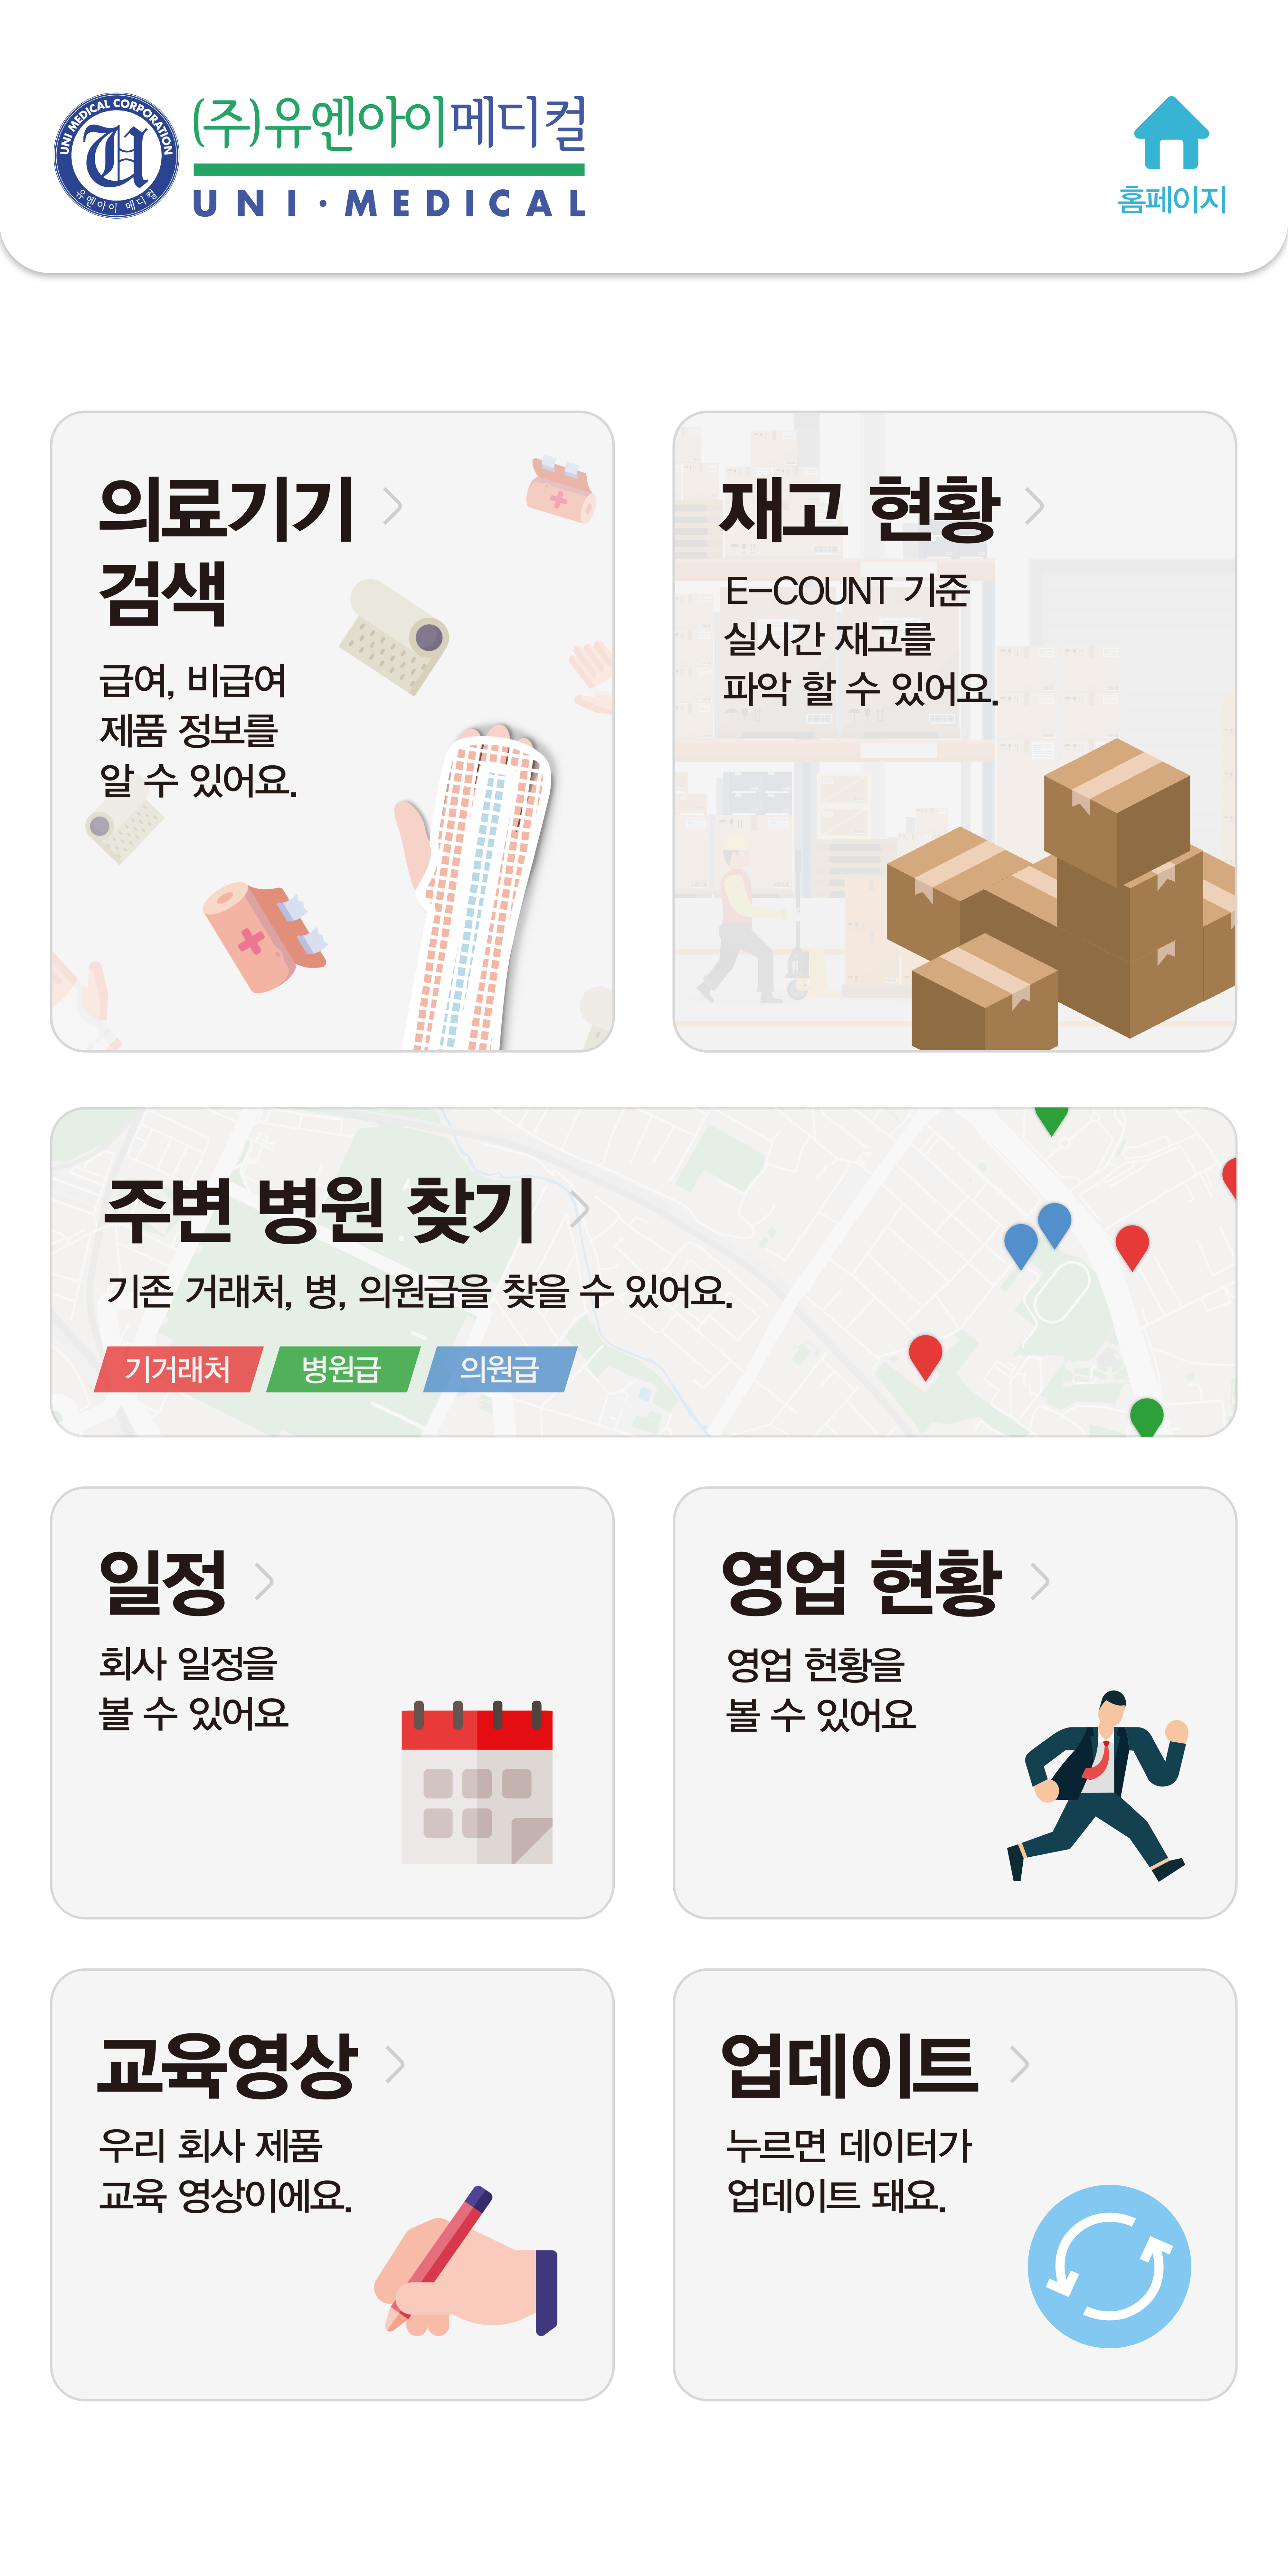 UNI MEDICAL CORPORATION
U
유엔아이 메디컬
(주)유엔아이메디컬
UNI·MEDICAL
홈페이지
의료기기
검색
급여, 비급여
제품 정보를
알 수 있어요.
재고 현황
E-COUNT 기준
실시간 재고를
파악 할 수 있어요.
주변 병원 찾기
기존 거래처, 병, 의원급을 찾을 수 있어요.
기거래처 병원급 의원급
일정
회사 일정을
볼 수 있어요
영업 현황
영업 현황을
볼 수 있어요
교육영상
우리 회사 제품
교육 영상이에요.
업데이트
누르면 데이터가
업데이트 돼요.